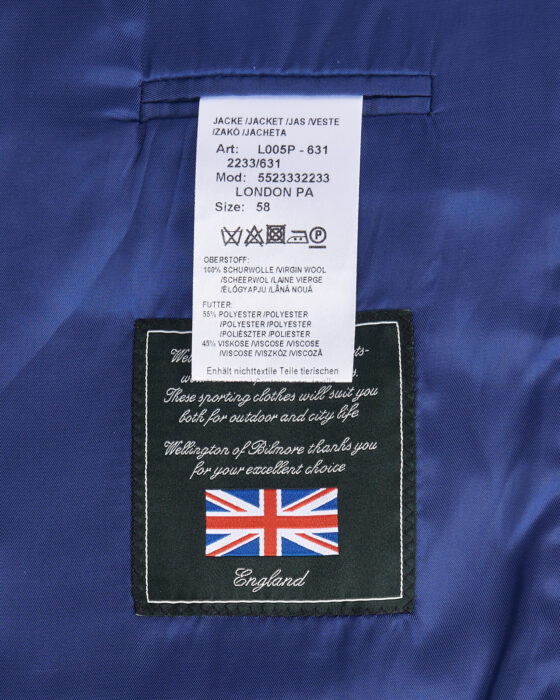 JACKE /JACKET /JAS /VESTE
/ZAKÓ /JACHETA
Art: L005P - 631
2233/631
Mod: 5523332233
LONDON PA
Size: 58
P
OBERSTOFF:
100% SCHURWOLLE /VIRGIN WOOL
/SCHEERWOL /LAINE VIERGE
/ÉLŐGYAPJU /LÂNĂ NOUĂ
FUTTER:
55% POLYESTER /POLYESTER
/POLYESTER /POLYESTER
/POLIÉSZTER /POLIESTER
45% VISKOSE /VISCOSE
/VISCOSE /VISZKÓZ /VISCOZĂ
Enhält nichttextile Teile tierischen
These sporting clothes will suit you
both for outdoor and city life
Wellington of Bilmore thanks you
for your excellent choice
England